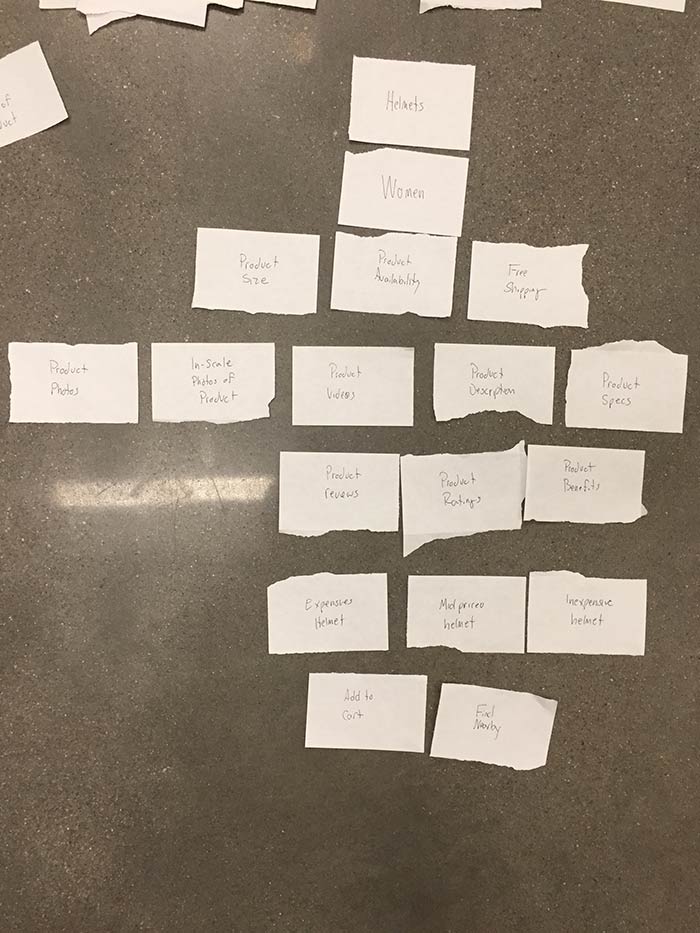 of
uct
Helmets
Women
Product
Size
Product
Availability
Free
Shipping
Product
Photos
In-Scale
Photos of
Product
Product
Videos
Product
Description
Product
Specs
Product
reviews
Product
Ratings
Product
Benefits
Expensives
Helmet
Mid priced
helmet
Inexpensive
helmet
Add to
Cart
Find
Nearby